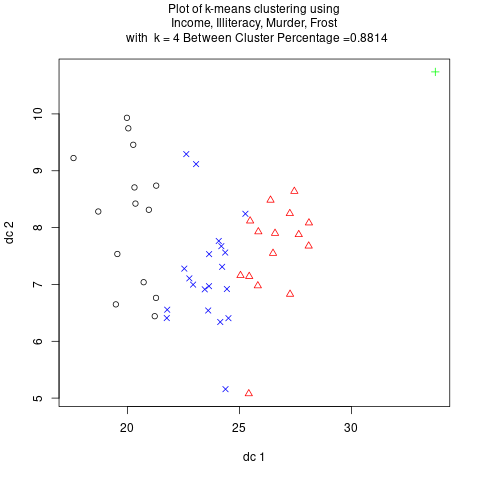 Plot of k-means clustering using
Income, Illiteracy, Murder, Frost
with k = 4 Between Cluster Percentage =0.8814
10
9
8
7
6
5
dc 2
20 25 30
dc 1